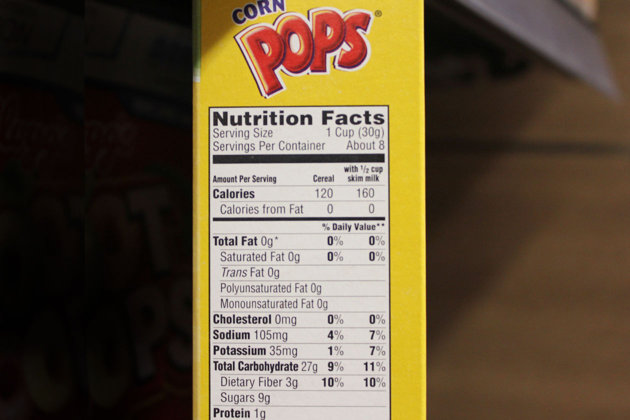 CORN
POPS®
Nutrition Facts
Serving Size 1 Cup (30g)
Servings Per Container About 8
Amount Per Serving Cereal with 1/2 cup skim milk
Calories 120 160
Calories from Fat 0 0
% Daily Value**
Total Fat 0g* 0% 0%
Saturated Fat 0g 0% 0%
Trans Fat 0g
Polyunsaturated Fat 0g
Monounsaturated Fat 0g
Cholesterol 0mg 0% 0%
Sodium 105mg 4% 7%
Potassium 35mg 1% 7%
Total Carbohydrate 27g 9% 11%
Dietary Fiber 3g 10% 10%
Sugars 9g
Protein 1g